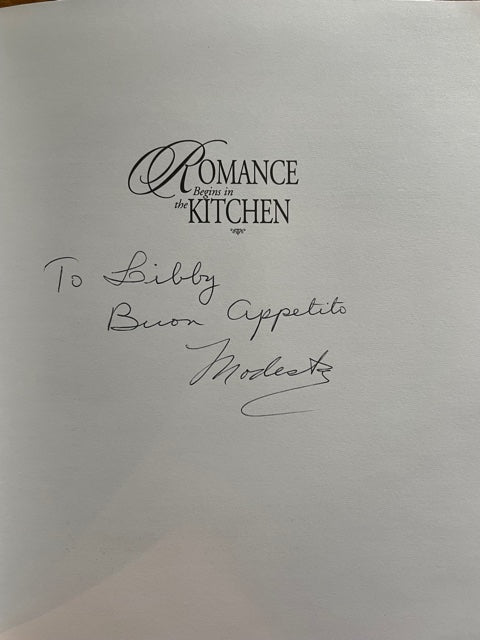 ROMANCE
Begins in
the KITCHEN
To Libby
Buon Appetito
Modesto